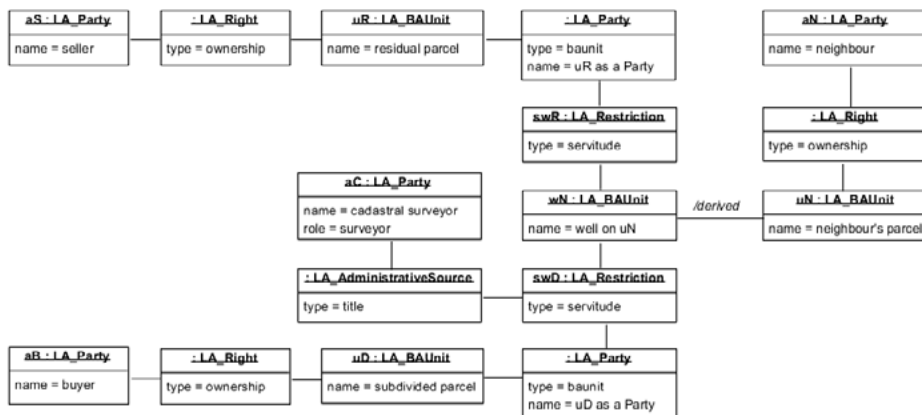 aS : LA_Party
name = seller
: LA_Right
type = ownership
uR : LA_BAUnit
name = residual parcel
: LA_Party
type = baunit
name = uR as a Party
aN : LA_Party
name = neighbour
swR : LA_Restriction
type = servitude
: LA_Right
type = ownership
aC : LA_Party
name = cadastral surveyor
role = surveyor
wN : LA_BAUnit
name = well on uN
/derived
uN : LA_BAUnit
name = neighbour's parcel
: LA_AdministrativeSource
type = title
swD : LA_Restriction
type = servitude
aB : LA_Party
name = buyer
: LA_Right
type = ownership
uD : LA_BAUnit
name = subdivided parcel
: LA_Party
type = baunit
name = uD as a Party